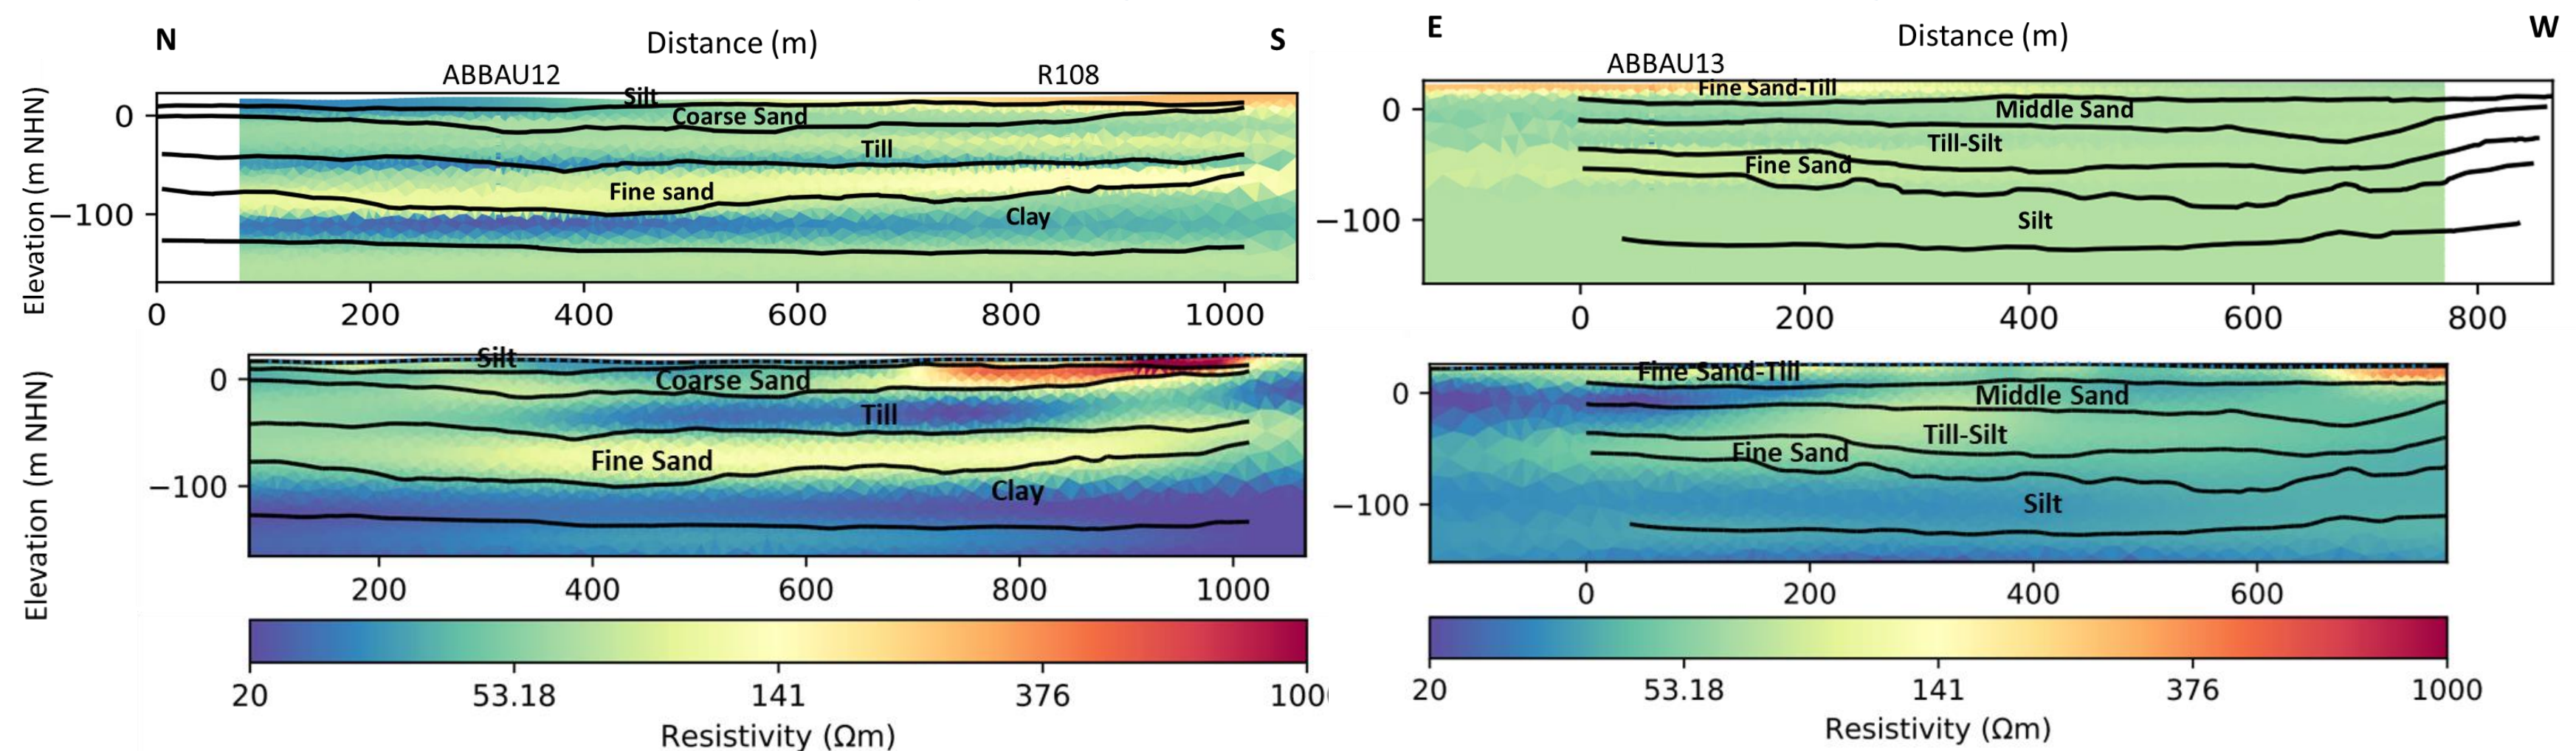 N Distance (m) S
ABBAU12 R108
Elevation (m NHN)
0
−100
Silt
Coarse Sand
Till
Fine sand
Clay
0 200 400 600 800 1000
E Distance (m) W
ABBAU13
0
−100
Fine Sand-Till
Middle Sand
Till-Silt
Fine Sand
Silt
0 200 400 600 800
Elevation (m NHN)
0
−100
Silt
Coarse Sand
Till
Fine Sand
Clay
200 400 600 800 1000
20 53.18 141 376 100
Resistivity (Ωm)
0
−100
Fine Sand-Till
Middle Sand
Till-Silt
Fine Sand
Silt
0 200 400 600
20 53.18 141 376 1000
Resistivity (Ωm)